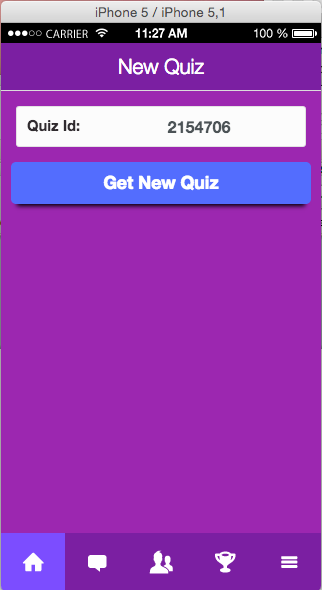 iPhone 5 / iPhone 5,1
CARRIER 11:27 AM 100 %
New Quiz
Quiz Id: 2154706
Get New Quiz